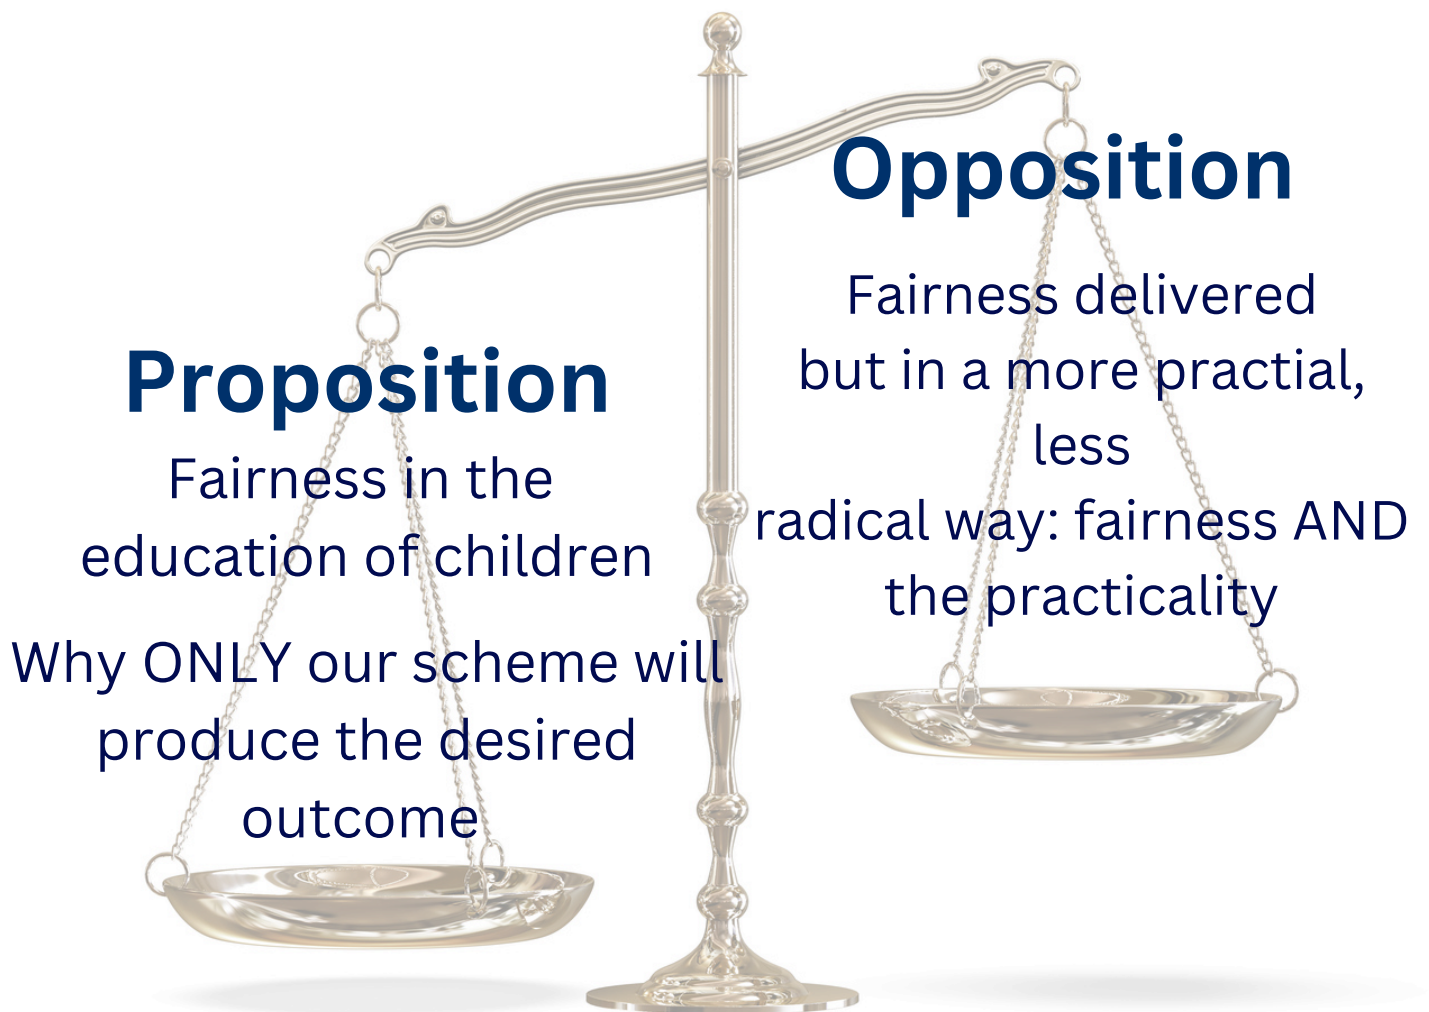 Proposition
Fairness in the
education of children
Why ONLY our scheme will
produce the desired
outcome
Opposition
Fairness delivered
but in a more practial,
less
radical way: fairness AND
the practicality